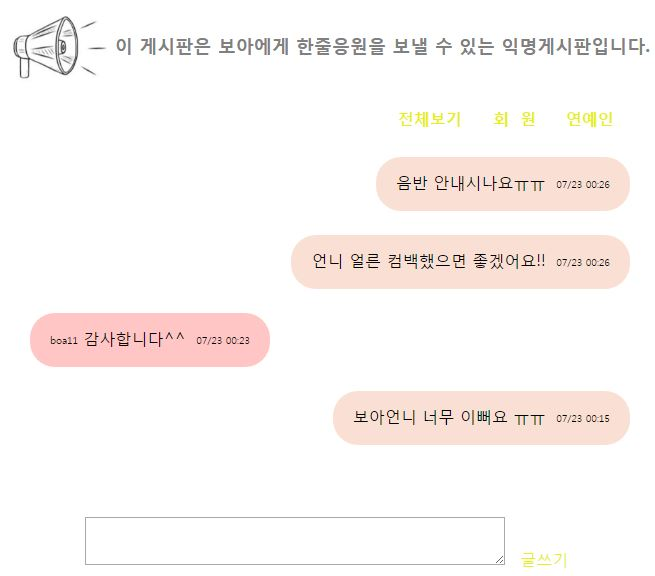 이 게시판은 보아에게 한줄응원을 보낼 수 있는 익명게시판입니다.
전체보기 회 원 연예인
음반 안내시나요ㅠㅠ 07/23 00:26
언니 얼른 컴백했으면 좋겠어요!! 07/23 00:26
boa11 감사합니다^^ 07/23 00:23
보아언니 너무 이뻐요 ㅠㅠ 07/23 00:15
글쓰기